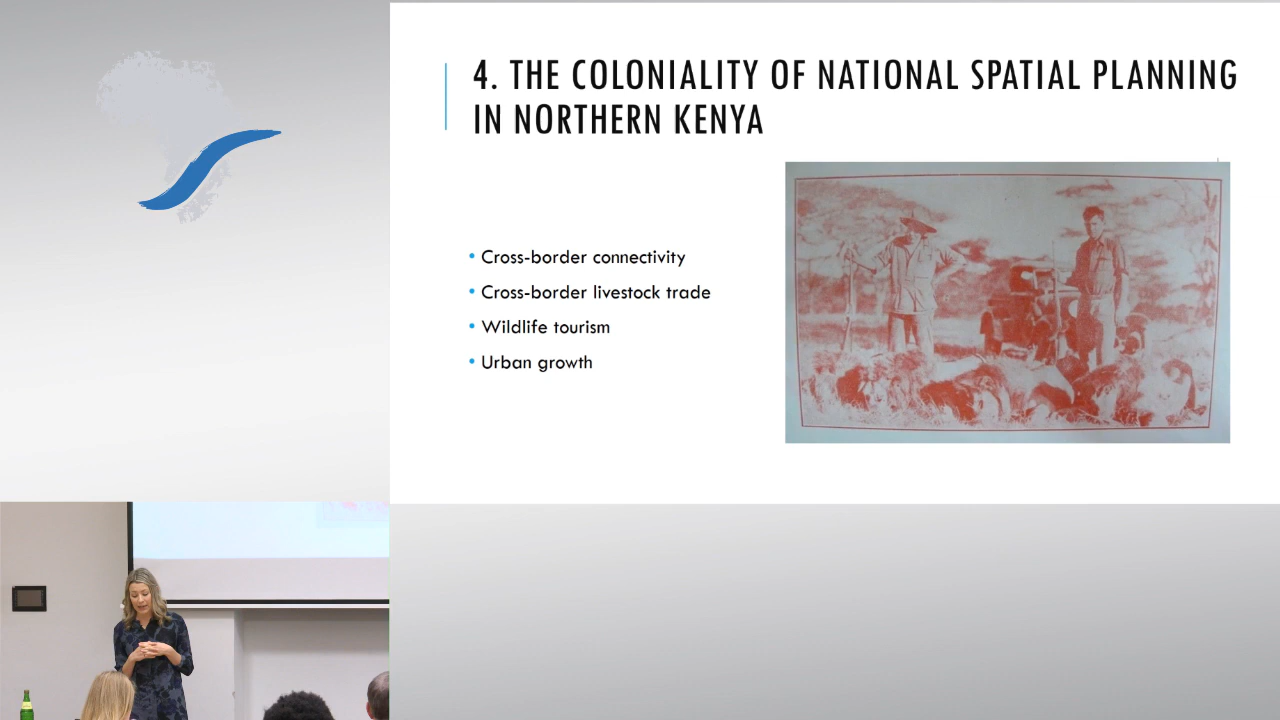 4. THE COLONIALITY OF NATIONAL SPATIAL PLANNING
IN NORTHERN KENYA
• Cross-border connectivity
• Cross-border livestock trade
• Wildlife tourism
• Urban growth